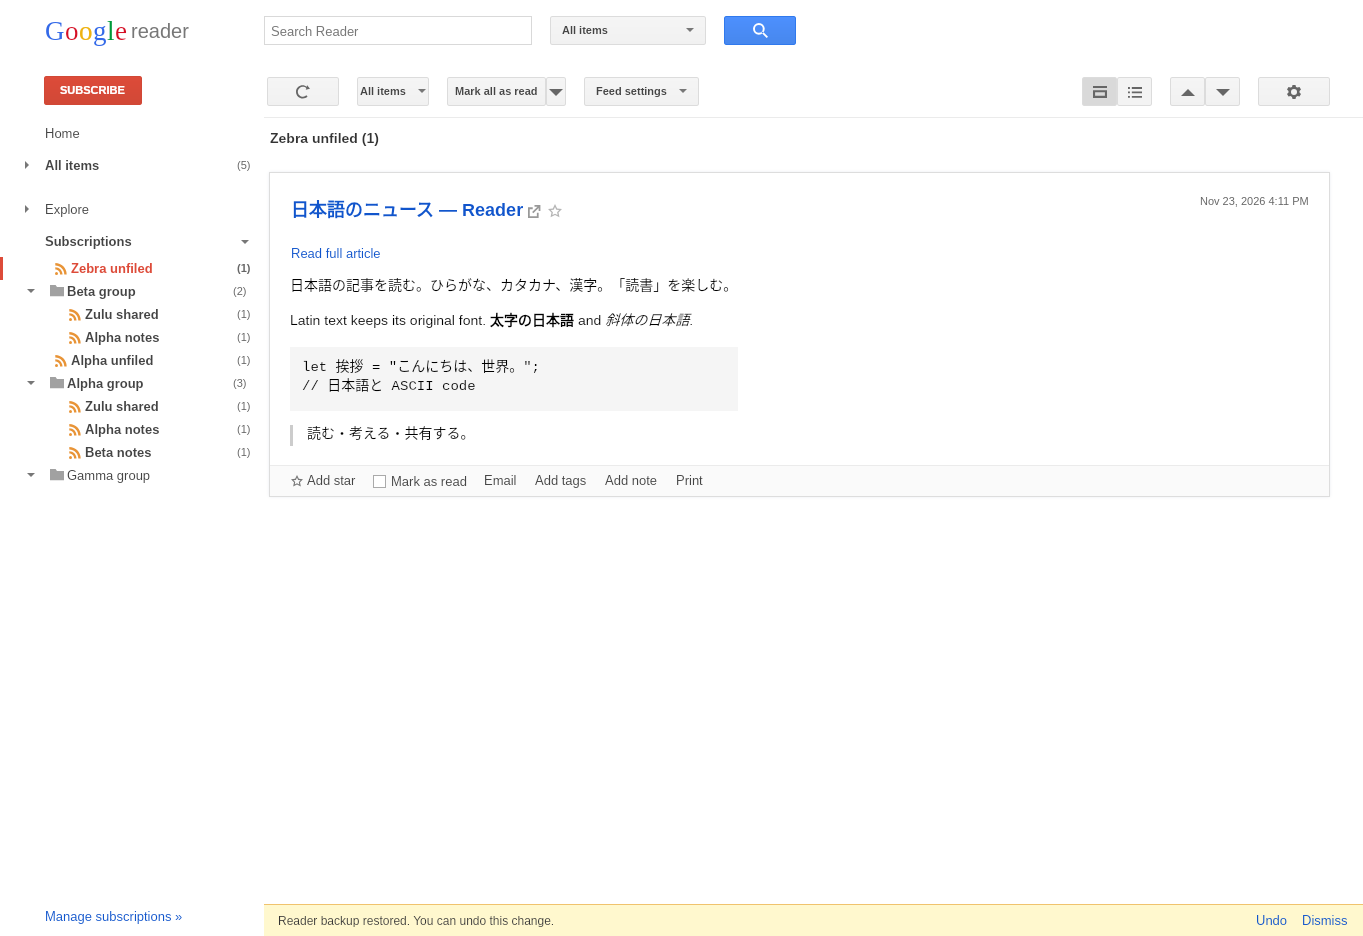 Google reader
Search Reader
All items
SUBSCRIBE
All items
Mark all as read
Feed settings
Home
All items (5)
Explore
Subscriptions
Zebra unfiled (1)
Beta group (2)
Zulu shared (1)
Alpha notes (1)
Alpha unfiled (1)
Alpha group (3)
Zulu shared (1)
Alpha notes (1)
Beta notes (1)
Gamma group
Manage subscriptions »
Zebra unfiled (1)
日本語のニュース — Reader
Nov 23, 2026 4:11 PM
Read full article
日本語の記事を読む。ひらがな、カタカナ、漢字。「読書」を楽しむ。
Latin text keeps its original font. 太字の日本語 and 斜体の日本語.
let 挨拶 = "こんにちは、世界。";
// 日本語と ASCII code
読む・考える・共有する。
Add star
Mark as read
Email
Add tags
Add note
Print
Reader backup restored. You can undo this change.
Undo
Dismiss